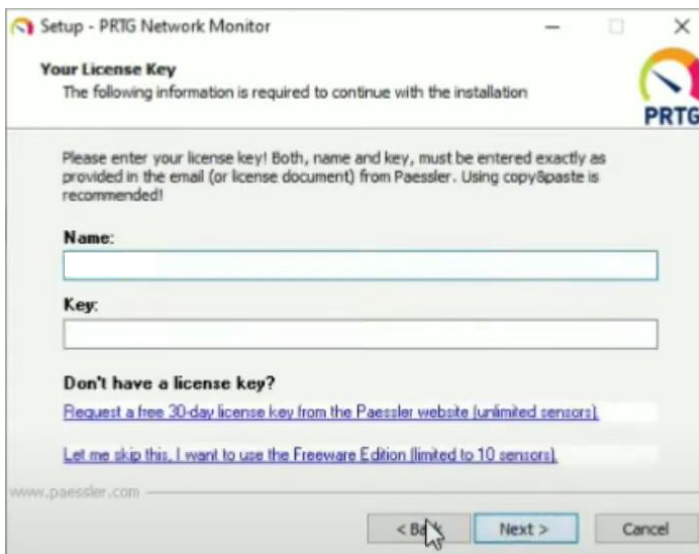 Setup - PRTG Network Monitor
Your License Key
The following information is required to continue with the installation
PRTG
Please enter your license key! Both, name and key, must be entered exactly as
provided in the email (or license document) from Paessler. Using copy&paste is
recommended!
Name:
Key:
Don't have a license key?
Request a free 30-day license key from the Paessler website (unlimited sensors).
Let me skip this, I want to use the Freeware Edition (limited to 10 sensors).
www.paessler.com
< Back Next > Cancel